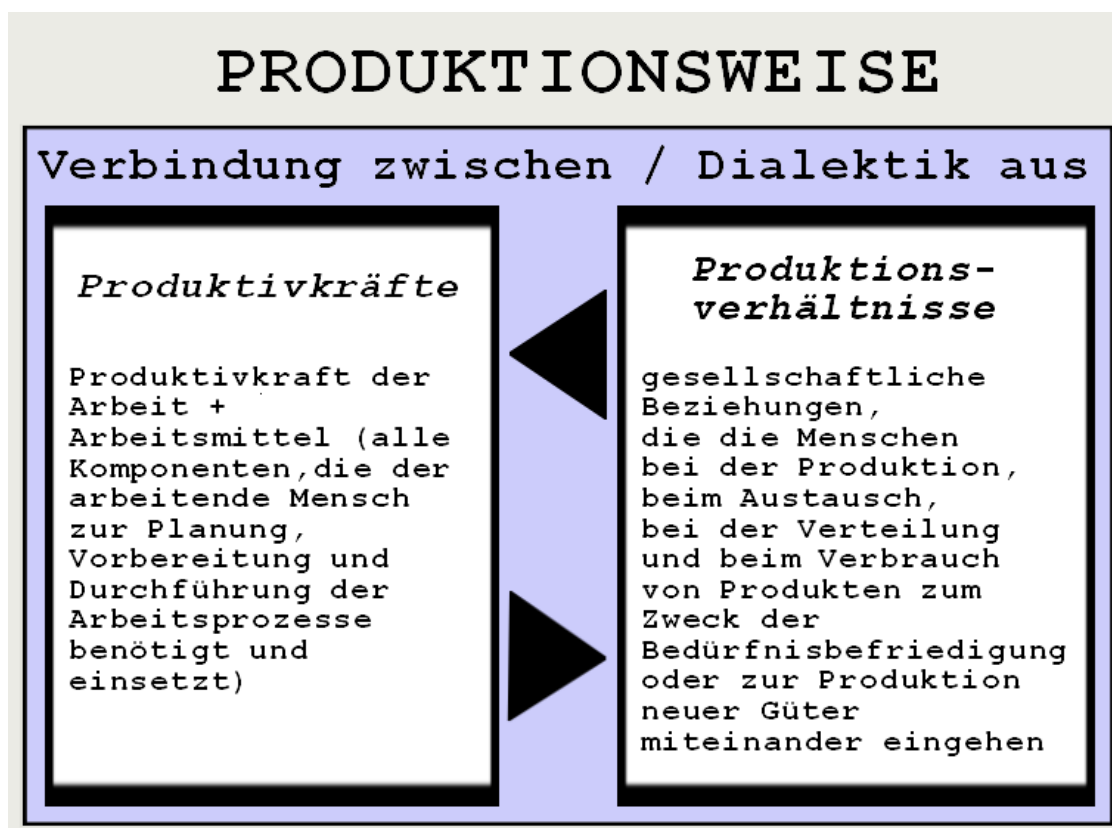 PRODUKTIONSWEISE
Verbindung zwischen / Dialektik aus
Produktivkräfte
Produktivkraft der
Arbeit +
Arbeitsmittel (alle
Komponenten,die der
arbeitende Mensch
zur Planung,
Vorbereitung und
Durchführung der
Arbeitsprozesse
benötigt und
einsetzt)
Produktions-
verhältnisse
gesellschaftliche
Beziehungen,
die die Menschen
bei der Produktion,
beim Austausch,
bei der Verteilung
und beim Verbrauch
von Produkten zum
Zweck der
Bedürfnisbefriedigung
oder zur Produktion
neuer Güter
miteinander eingehen